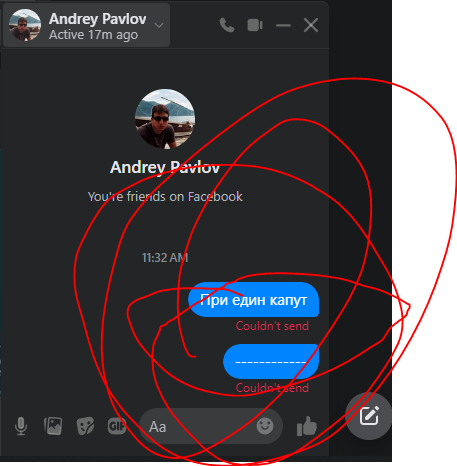 Andrey Pavlov
Active 17m ago
Andrey Pavlov
You're friends on Facebook
11:32 AM
При един капут
Couldn't send
------------
Couldn't send
GIF
Aa